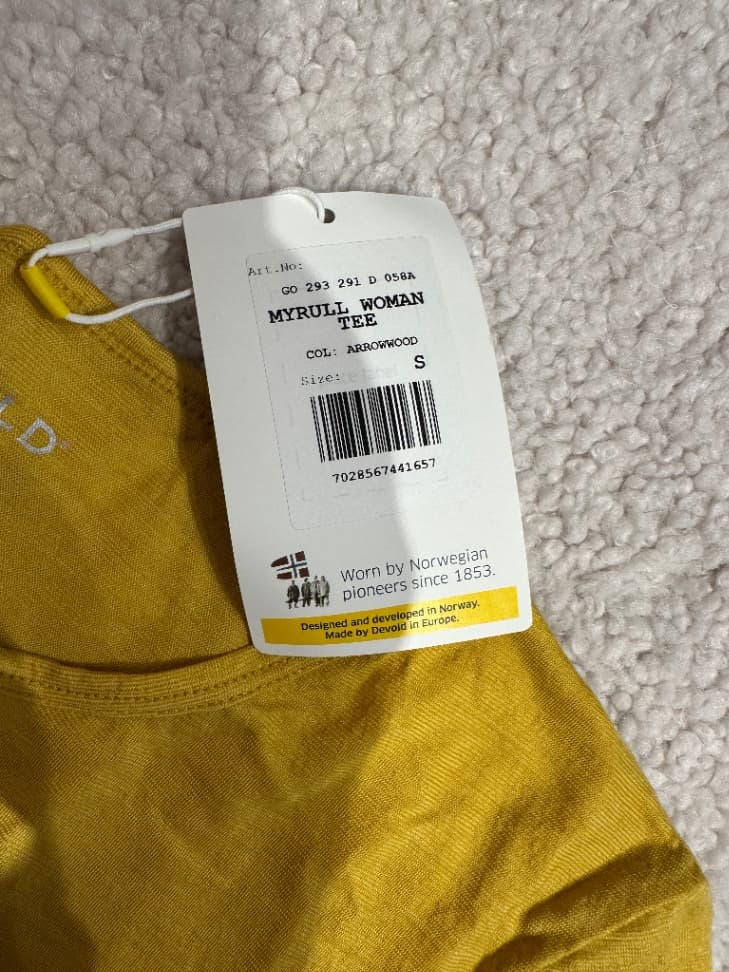 Art.No:
GO 293 291 D 058A
MYRULL WOMAN
TEE
COL: ARROWWOOD
Size: S
7028567441657
LD
Worn by Norwegian
pioneers since 1853.
Designed and developed in Norway.
Made by Devold in Europe.